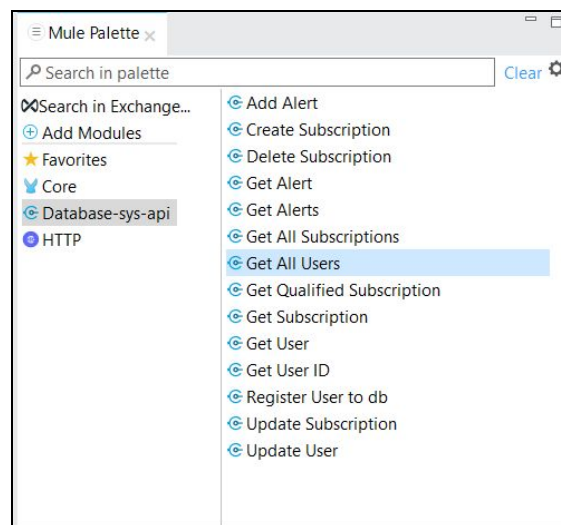 Mule Palette
Search in palette
Clear
Search in Exchange...
Add Modules
Favorites
Core
Database-sys-api
HTTP
Add Alert
Create Subscription
Delete Subscription
Get Alert
Get Alerts
Get All Subscriptions
Get All Users
Get Qualified Subscription
Get Subscription
Get User
Get User ID
Register User to db
Update Subscription
Update User